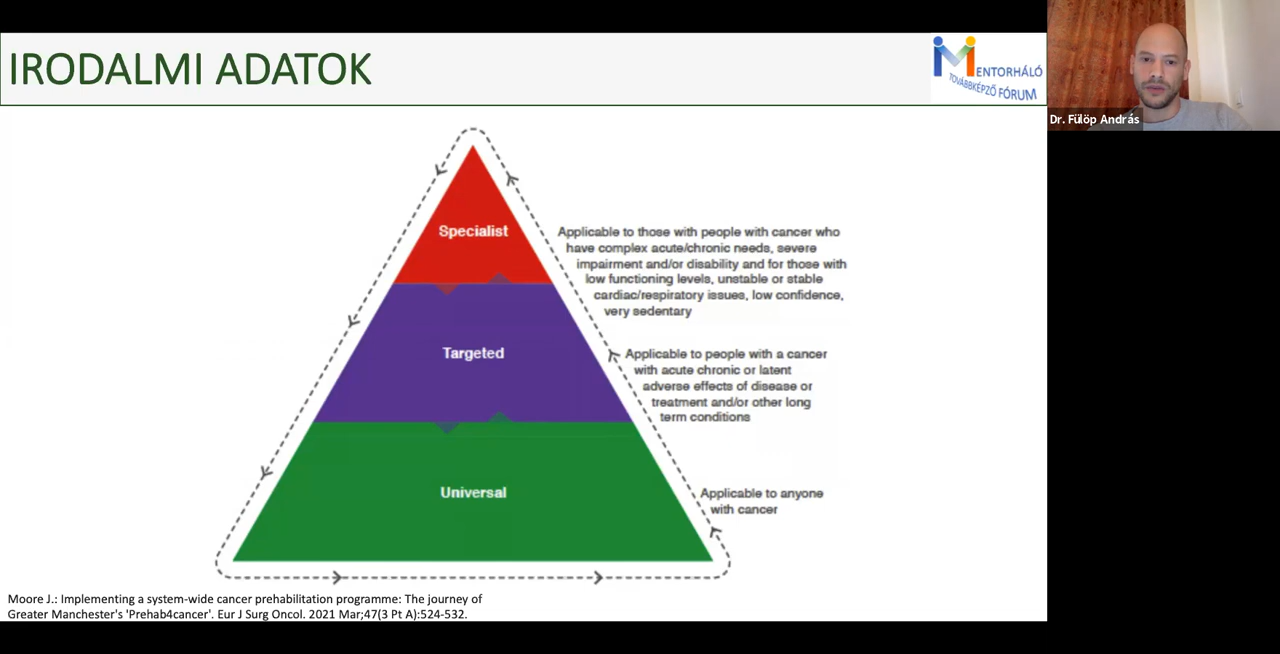 IRODALMI ADATOK
MENTORHÁLÓ
TOVÁBBKÉPZŐ FÓRUM
Dr. Fülöp András
Specialist
Applicable to those with people with cancer who
have complex acute/chronic needs, severe
impairment and/or disability and for those with
low functioning levels, unstable or stable
cardiac/respiratory issues, low confidence,
very sedentary
Targeted
Applicable to people with a cancer
with acute chronic or latent
adverse effects of disease or
treatment and/or other long
term conditions
Universal
Applicable to anyone
with cancer
Moore J.: Implementing a system-wide cancer prehabilitation programme: The journey of
Greater Manchester's 'Prehab4cancer'. Eur J Surg Oncol. 2021 Mar;47(3 Pt A):524-532.